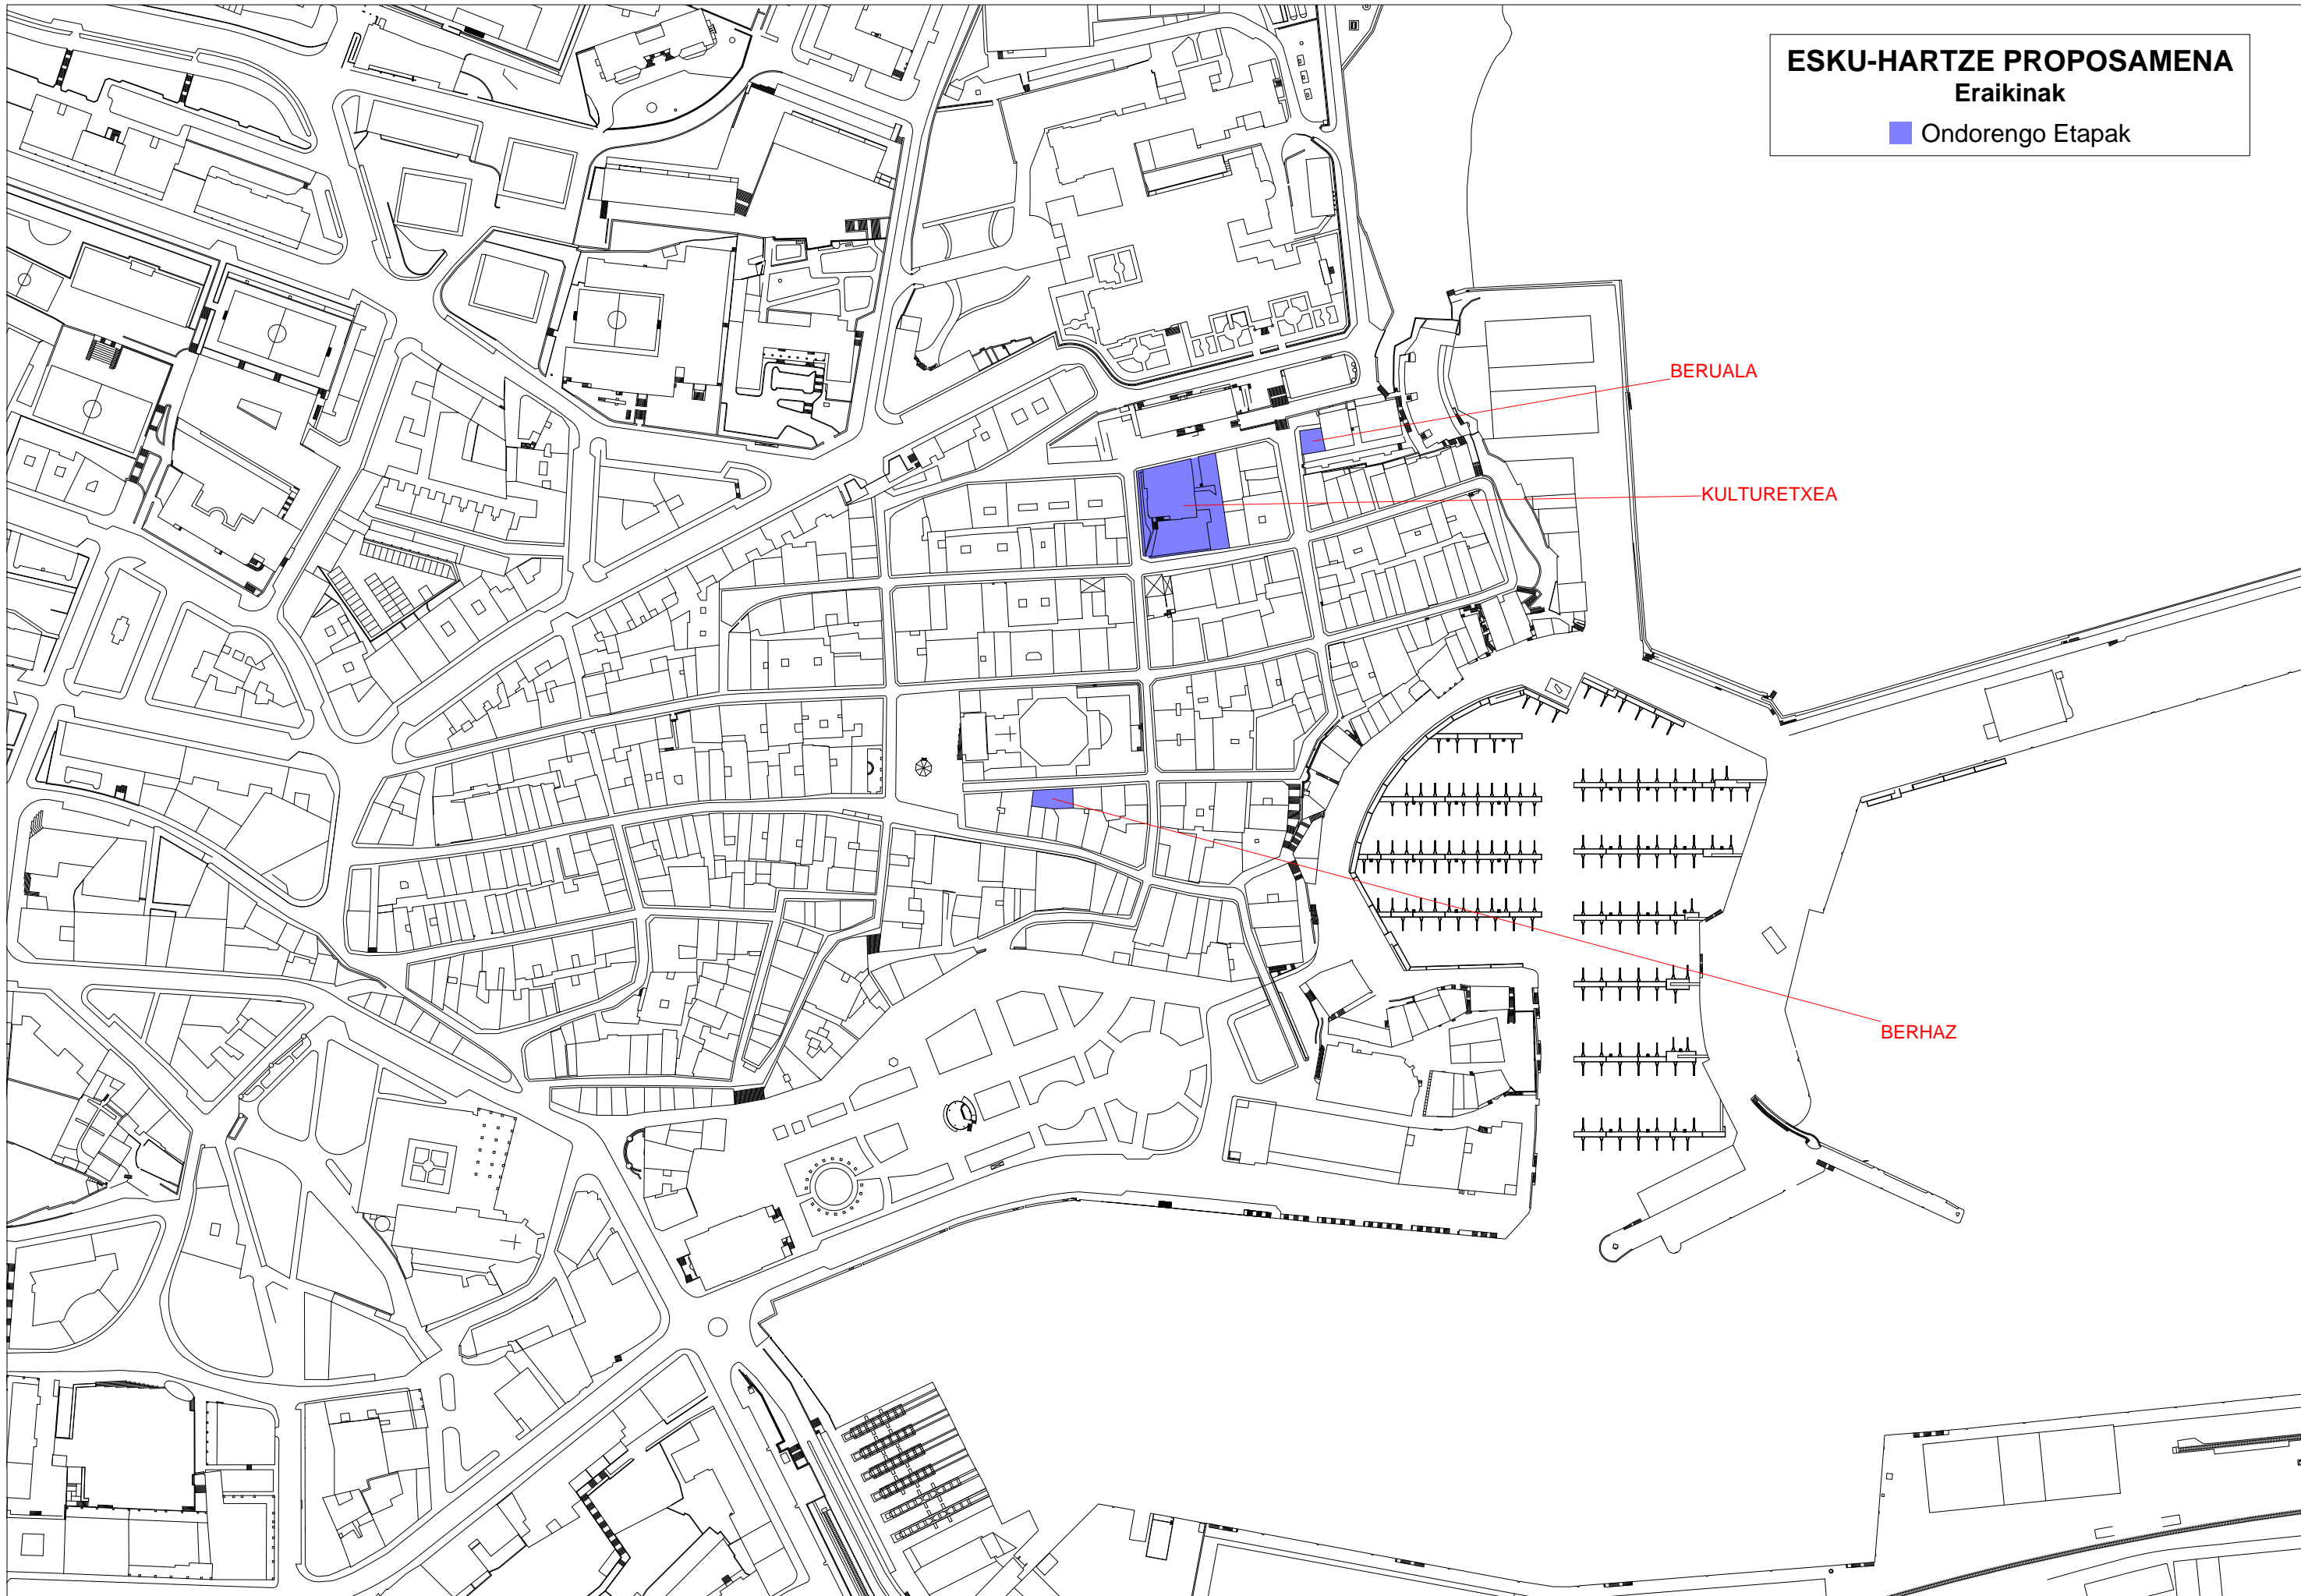 ESKU-HARTZE PROPOSAMENA
Eraikinak
Ondorengo Etapak
BERUALA
KULTURETXEA
BERHAZ